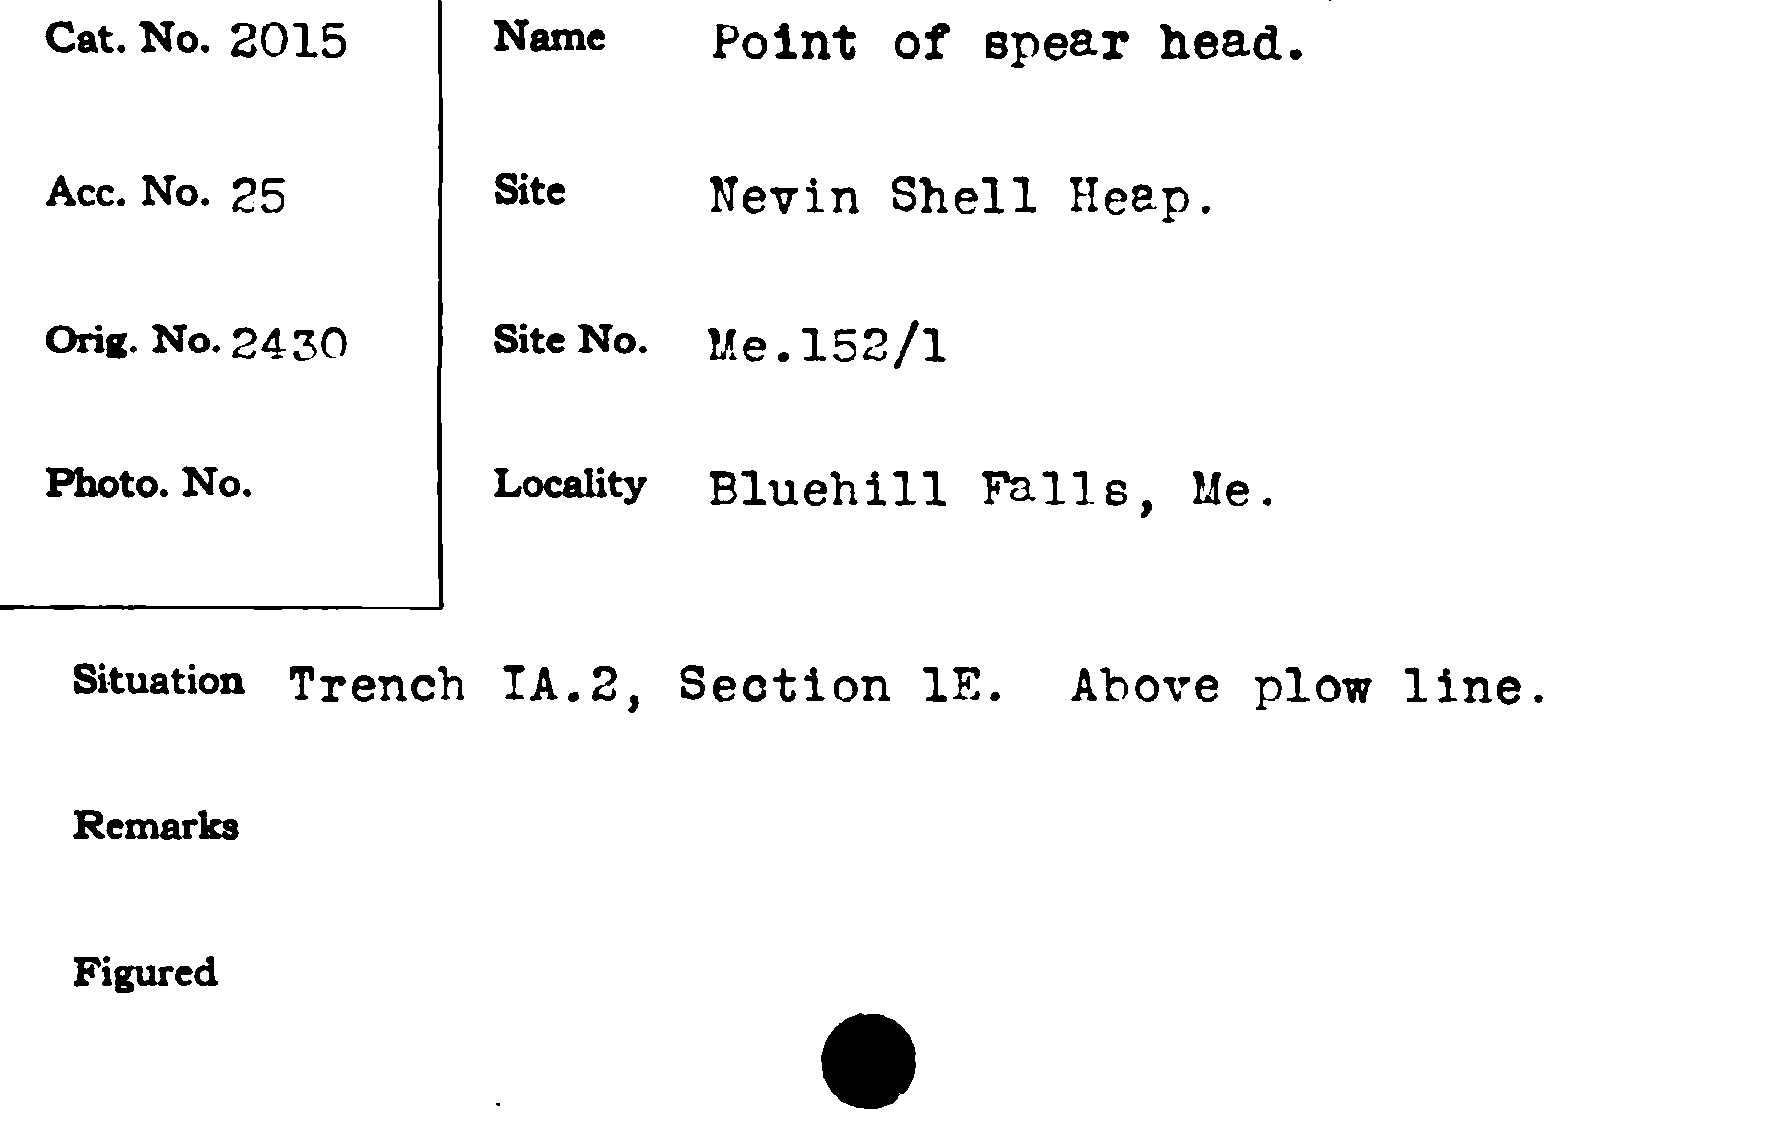 Cat. No. 2015 Name Point of spear head.
Acc. No. 25 Site Nevin Shell Heap.
Orig. No. 2430 Site No. Me.152/1
Photo. No. Locality Bluehill Falls, Me.
Situation Trench IA.2, Section 1E. Above plow line.
Remarks
Figured